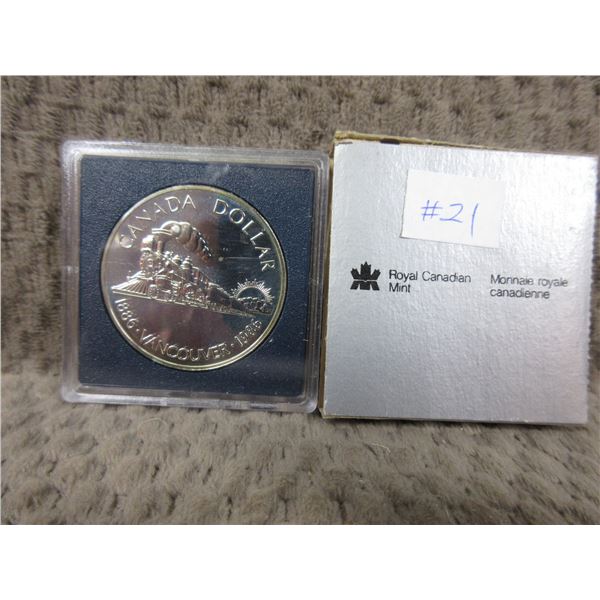 CANADA DOLLAR
1886 · VANCOUVER · 1986
#21
Royal Canadian
Mint
Monnaie royale
canadienne